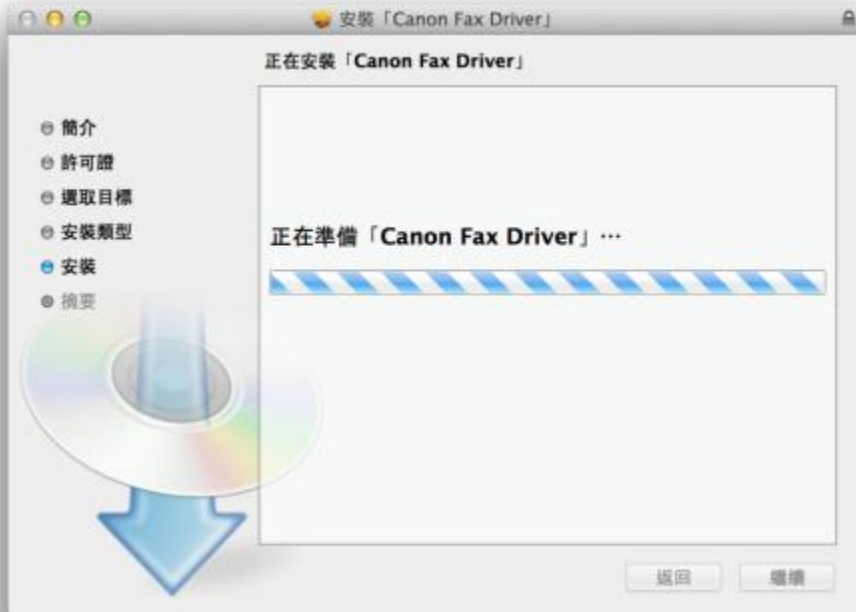 安裝「Canon Fax Driver」
正在安裝「Canon Fax Driver」
簡介
許可證
選取目標
安裝類型
安裝
摘要
正在準備「Canon Fax Driver」⋯
返回
繼續